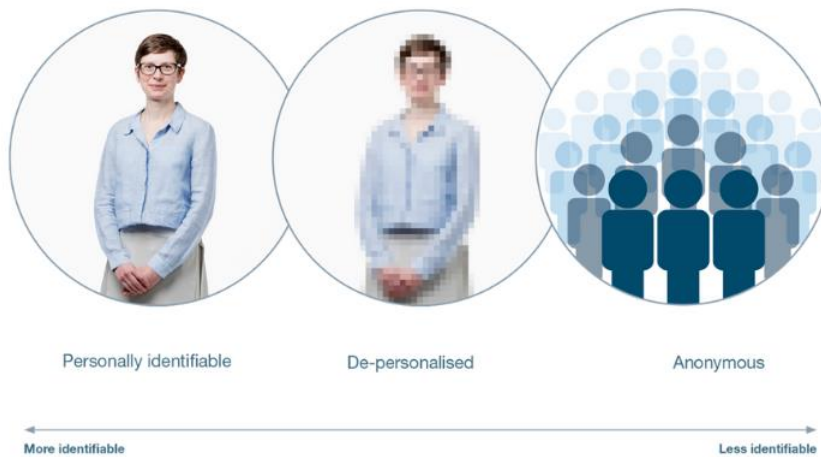 Personally identifiable
De-personalised
Anonymous
More identifiable
Less identifiable